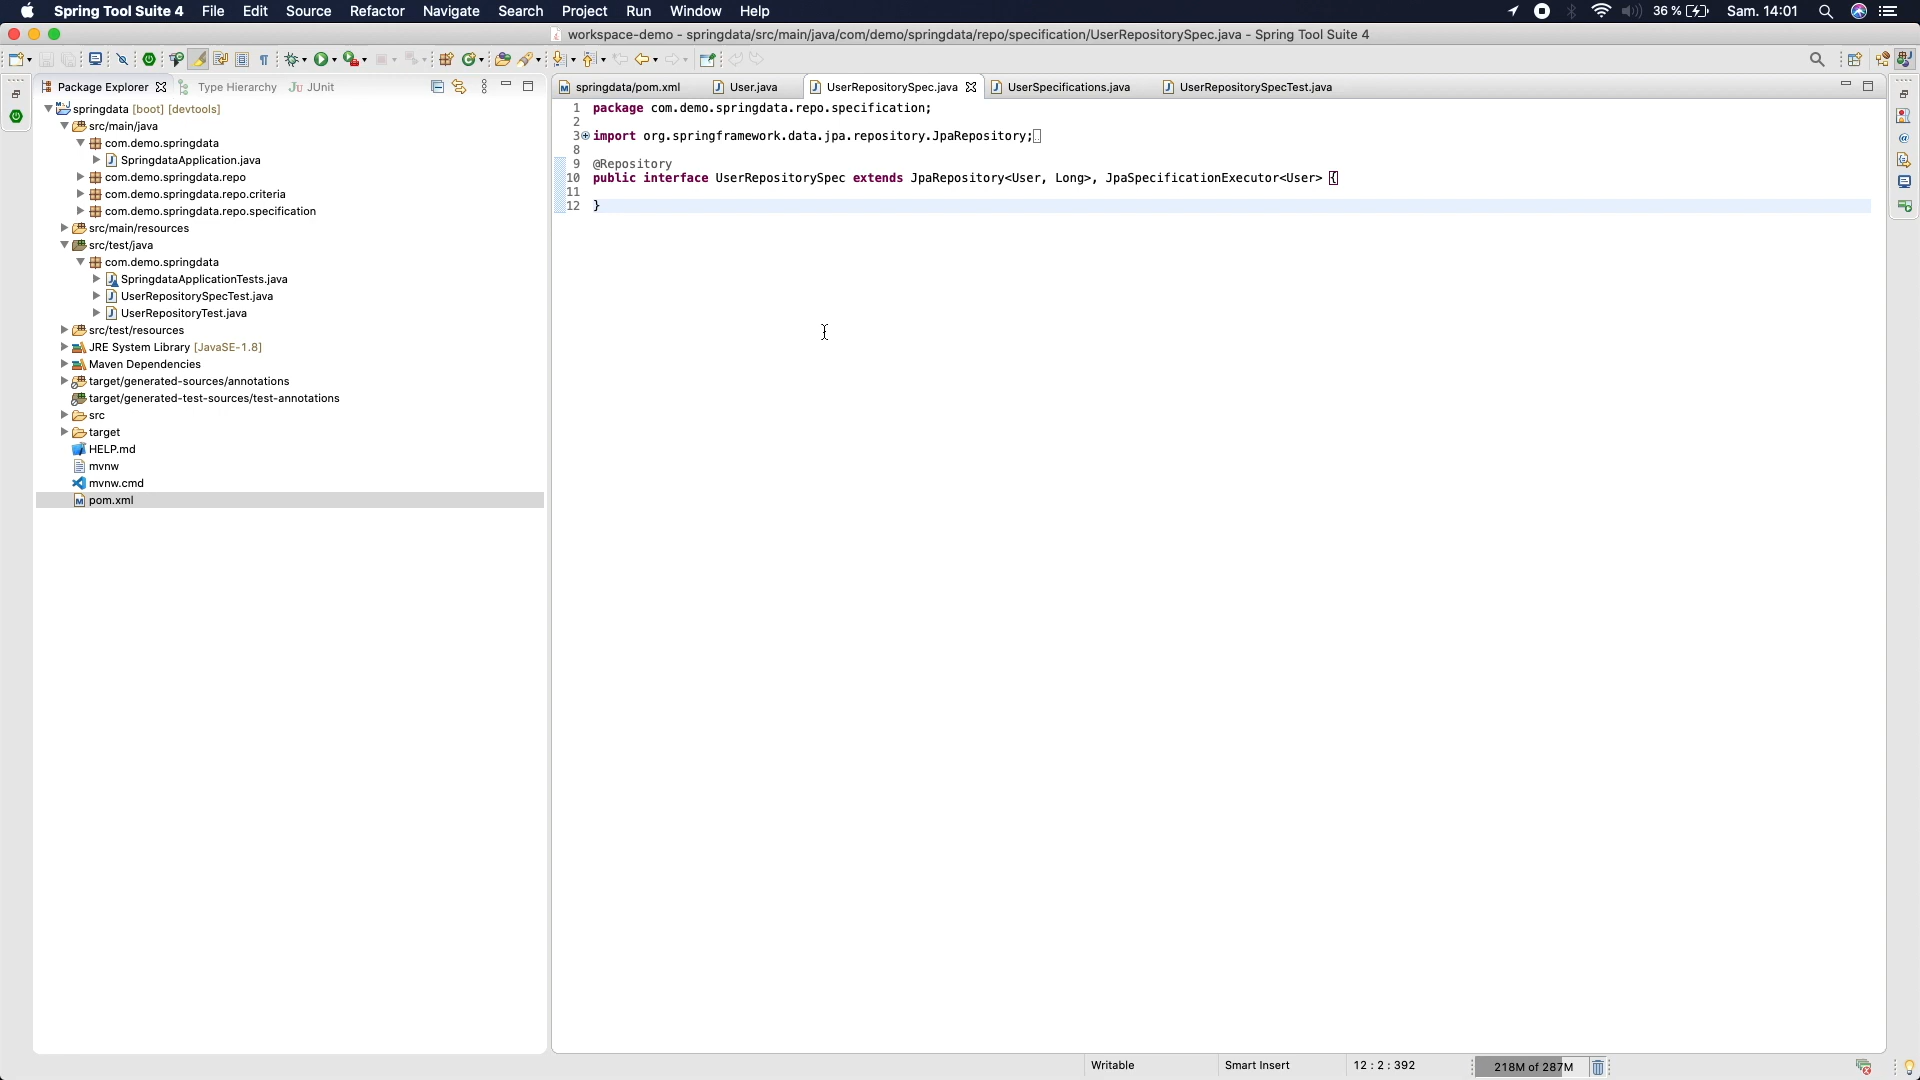 Spring Tool Suite 4 File Edit Source Refactor Navigate Search Project Run Window Help 36 % Sam. 14:01
workspace-demo - springdata/src/main/java/com/demo/springdata/repo/specification/UserRepositorySpec.java - Spring Tool Suite 4
Package Explorer Type Hierarchy JUnit
springdata/pom.xml User.java UserRepositorySpec.java UserSpecifications.java UserRepositorySpecTest.java
springdata [boot] [devtools]
src/main/java
com.demo.springdata
SpringdataApplication.java
com.demo.springdata.repo
com.demo.springdata.repo.criteria
com.demo.springdata.repo.specification
src/main/resources
src/test/java
com.demo.springdata
SpringdataApplicationTests.java
UserRepositorySpecTest.java
UserRepositoryTest.java
src/test/resources
JRE System Library [JavaSE-1.8]
Maven Dependencies
target/generated-sources/annotations
target/generated-test-sources/test-annotations
src
target
HELP.md
mvnw
mvnw.cmd
pom.xml
1 package com.demo.springdata.repo.specification;
2
3 import org.springframework.data.jpa.repository.JpaRepository;
8
9 @Repository
10 public interface UserRepositorySpec extends JpaRepository<User, Long>, JpaSpecificationExecutor<User> {
11
12 }
Writable Smart Insert 12 : 2 : 392 218M of 287M